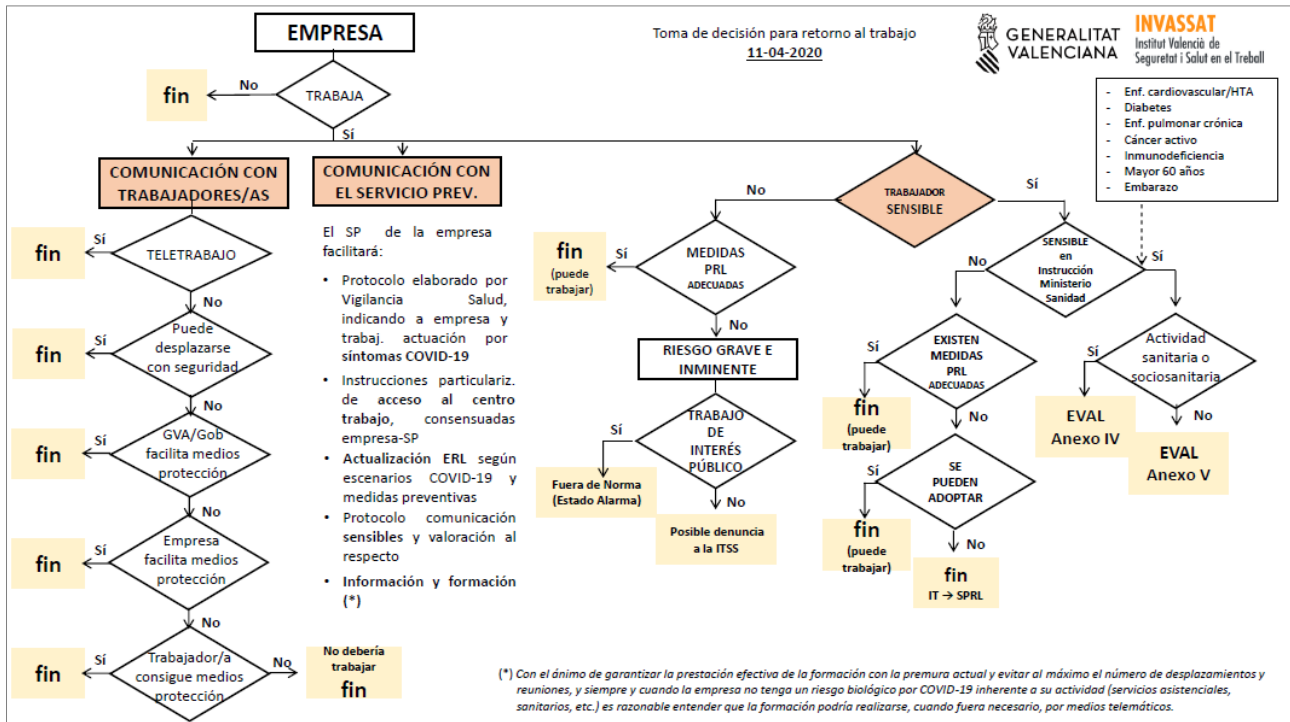 EMPRESA
Toma de decisión para retorno al trabajo
11-04-2020
GENERALITAT
VALENCIANA
INVASSAT
Institut Valencià de
Seguretat i Salut en el Treball
No
fin
TRABAJA
Sí
- Enf. cardiovascular/HTA
- Diabetes
- Enf. pulmonar crónica
- Cáncer activo
- Inmunodeficiencia
- Mayor 60 años
- Embarazo
COMUNICACIÓN CON
TRABAJADORES/AS
COMUNICACIÓN CON
EL SERVICIO PREV.
No
TRABAJADOR
SENSIBLE
Sí
Sí
fin
TELETRABAJO
No
Sí
fin
Puede
desplazarse
con seguridad
No
Sí
fin
GVA/Gob
facilita medios
protección
No
Sí
fin
Empresa
facilita medios
protección
No
Sí
fin
Trabajador/a
consigue medios
protección
No
No debería
trabajar
fin
El SP de la empresa
facilitará:
• Protocolo elaborado por
Vigilancia Salud,
indicando a empresa y
trabaj. actuación por
síntomas COVID-19
• Instrucciones particulariz.
de acceso al centro
trabajo, consensuadas
empresa-SP
• Actualización ERL según
escenarios COVID-19 y
medidas preventivas
• Protocolo comunicación
sensibles y valoración al
respecto
• Información y formación
(*)
fin
(puede
trabajar)
Sí
MEDIDAS
PRL
ADECUADAS
No
RIESGO GRAVE E
INMINENTE
Sí
TRABAJO
DE
INTERÉS
PÚBLICO
Fuera de Norma
(Estado Alarma)
No
Posible denuncia
a la ITSS
No
SENSIBLE
en
Instrucción
Ministerio
Sanidad
Sí
Sí
EXISTEN
MEDIDAS
PRL
ADECUADAS
fin
(puede
trabajar)
No
Sí
SE
PUEDEN
ADOPTAR
fin
(puede
trabajar)
No
fin
IT → SPRL
Sí
Actividad
sanitaria o
sociosanitaria
EVAL
Anexo IV
No
EVAL
Anexo V
(*) Con el ánimo de garantizar la prestación efectiva de la formación con la premura actual y evitar al máximo el número de desplazamientos y
reuniones, y siempre y cuando la empresa no tenga un riesgo biológico por COVID-19 inherente a su actividad (servicios asistenciales,
sanitarios, etc.) es razonable entender que la formación podría realizarse, cuando fuera necesario, por medios telemáticos.